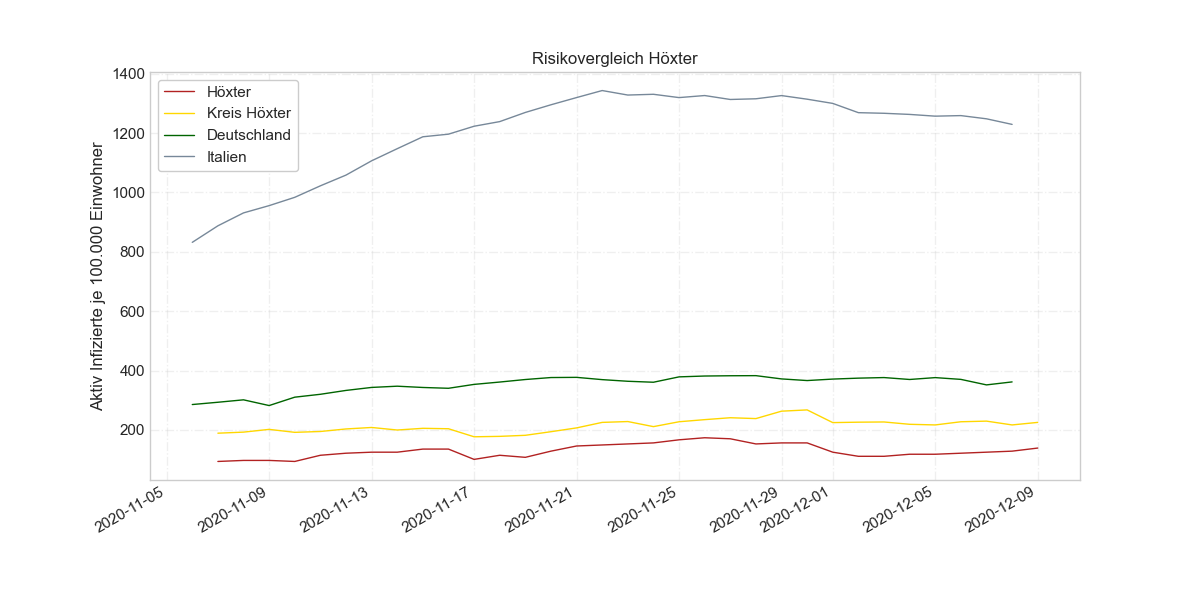 Risikovergleich Höxter
Höxter
Kreis Höxter
Deutschland
Italien
Aktiv Infizierte je 100.000 Einwohner
1400
1200
1000
800
600
400
200
2020-11-05
2020-11-09
2020-11-13
2020-11-17
2020-11-21
2020-11-25
2020-11-29
2020-12-01
2020-12-05
2020-12-09